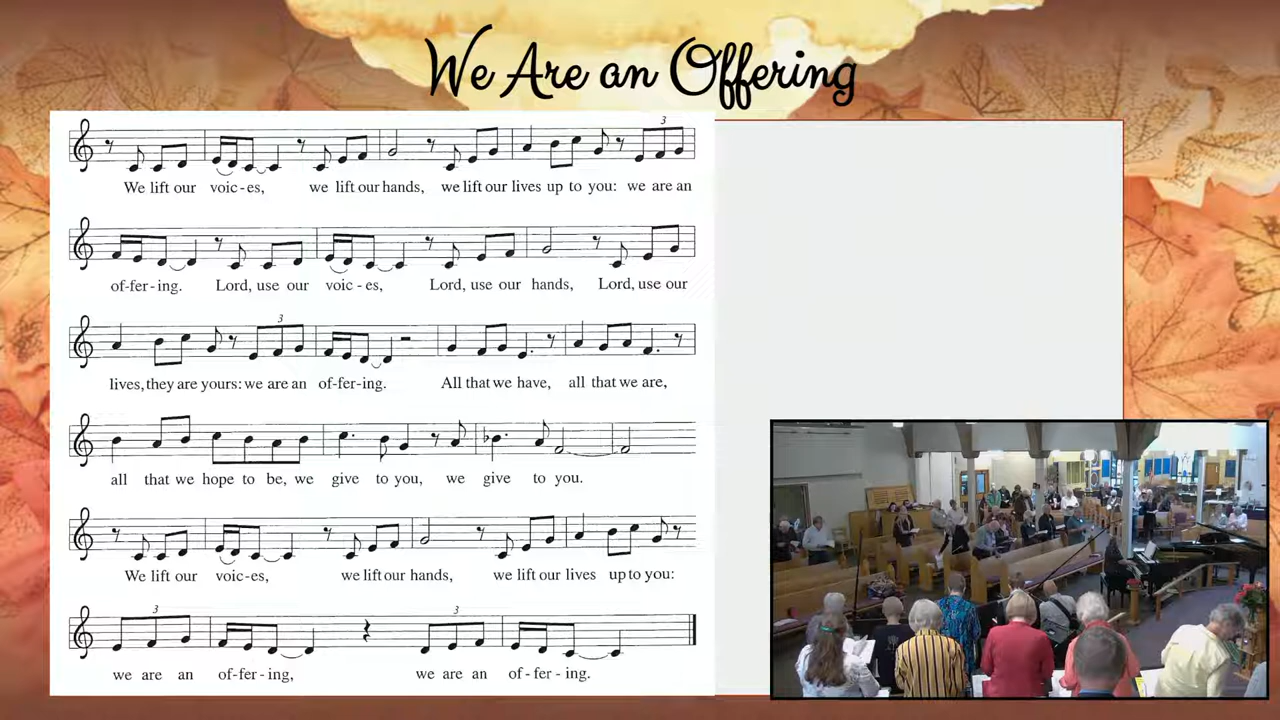 We Are an Offering
3
We lift our voic - es, we lift our hands, we lift our lives up to you: we are an
of - fer - ing. Lord, use our voic - es, Lord, use our hands, Lord, use our
3
lives, they are yours: we are an of - fer - ing. All that we have, all that we are,
all that we hope to be, we give to you, we give to you.
We lift our voic - es, we lift our hands, we lift our lives up to you:
3 3
we are an of - fer - ing, we are an of - fer - ing.